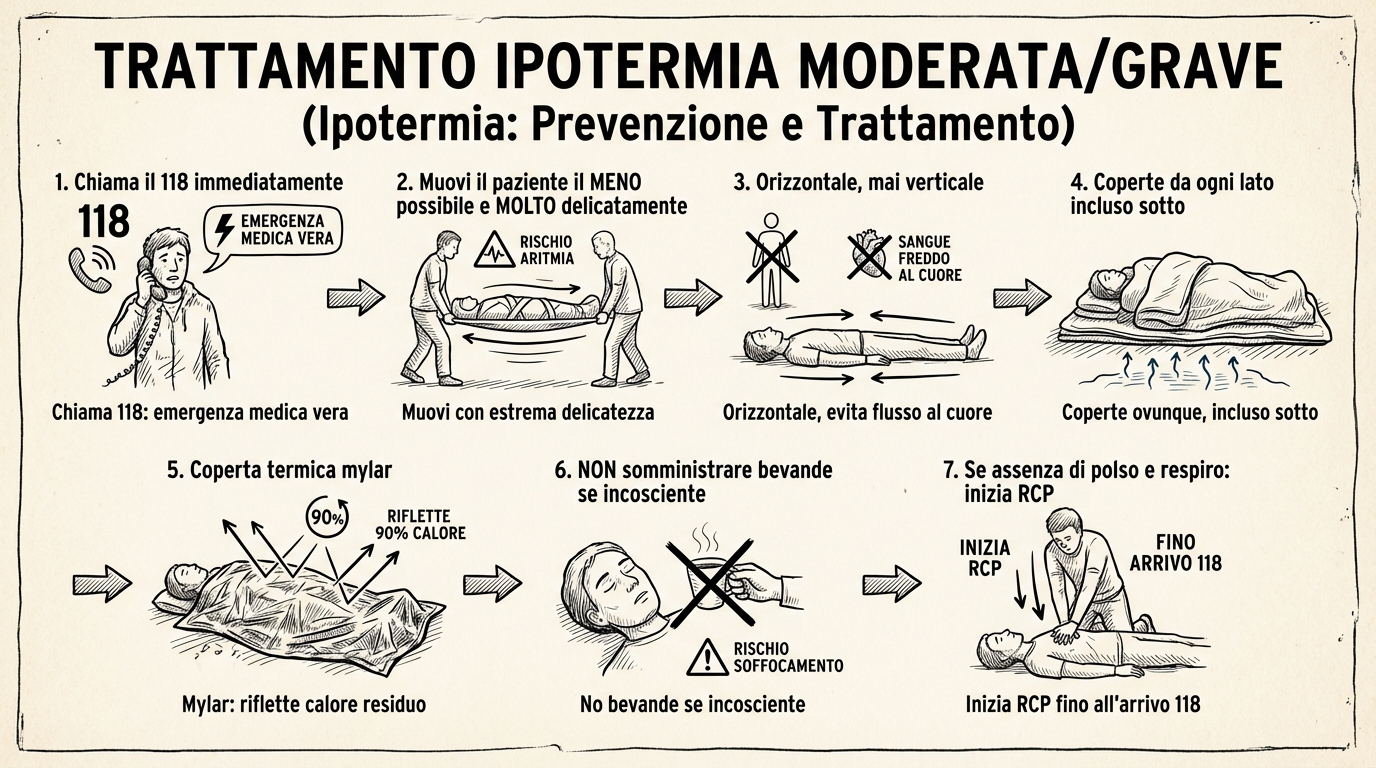 TRATTAMENTO IPOTERMIA MODERATA/GRAVE
(Ipotermia: Prevenzione e Trattamento)
1. Chiama il 118 immediatamente
118
EMERGENZA
MEDICA VERA
Chiama 118: emergenza medica vera
2. Muovi il paziente il MENO
possibile e MOLTO delicatamente
RISCHIO
ARITMIA
Muovi con estrema delicatezza
3. Orizzontale, mai verticale
SANGUE
FREDDO
AL CUORE
Orizzontale, evita flusso al cuore
4. Coperte da ogni lato
incluso sotto
Coperte ovunque, incluso sotto
5. Coperta termica mylar
90%
RIFLETTE
90% CALORE
Mylar: riflette calore residuo
6. NON somministrare bevande
se incosciente
RISCHIO
SOFFOCAMENTO
No bevande se incosciente
7. Se assenza di polso e respiro:
inizia RCP
INIZIA
RCP
FINO
ARRIVO 118
Inizia RCP fino all'arrivo 118